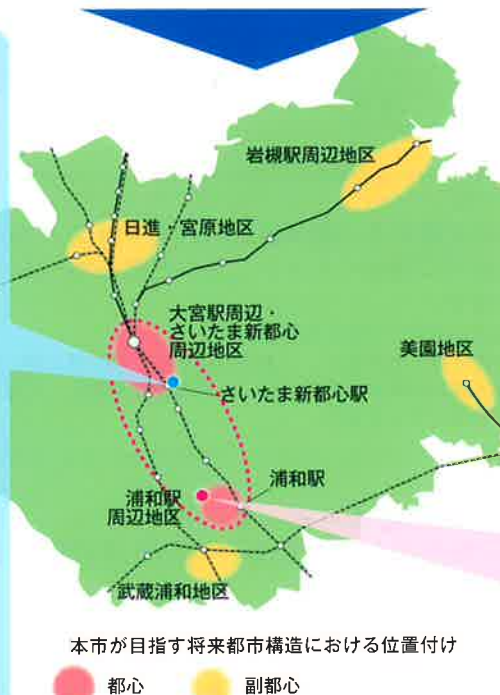 岩槻駅周辺地区
日進・宮原地区
大宮駅周辺・
さいたま新都心
周辺地区
美園地区
さいたま新都心駅
浦和駅
浦和駅
周辺地区
武蔵浦和地区
本市が目指す将来都市構造における位置付け
都心
副都心